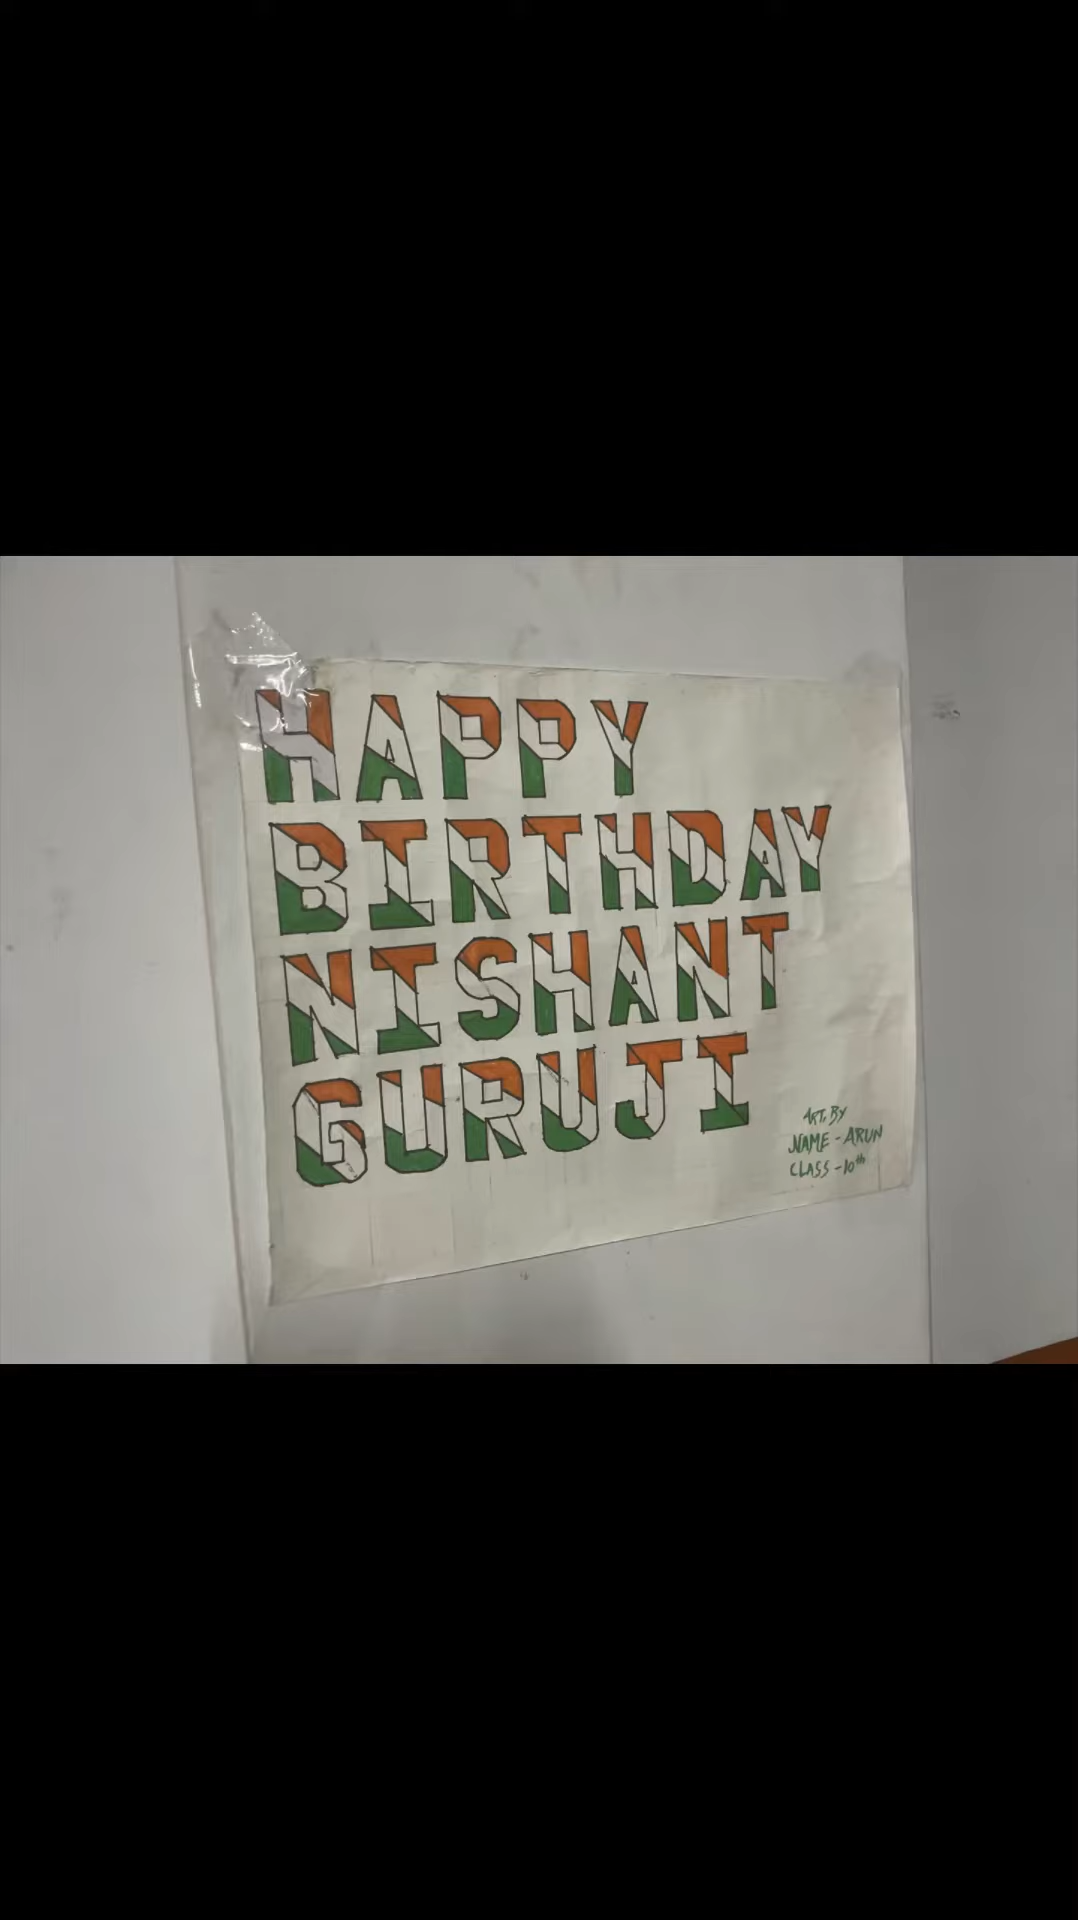 HAPPY
BIRTHDAY
NISHANT
GURUJI
ART, BY
NAME - ARUN
CLASS - 10th